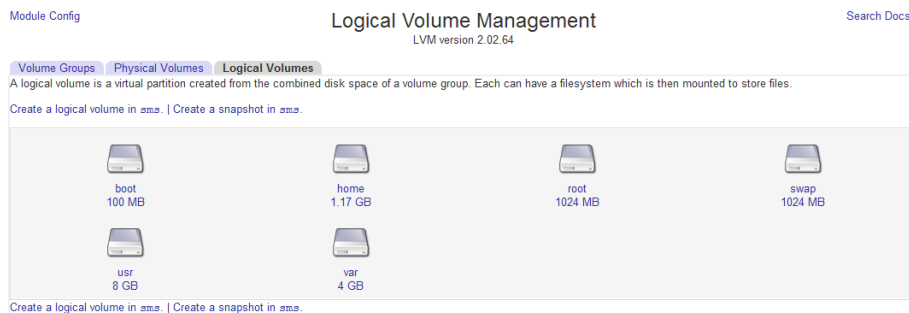 Module Config
Logical Volume Management
Search Docs
LVM version 2.02.64
Volume Groups Physical Volumes Logical Volumes
A logical volume is a virtual partition created from the combined disk space of a volume group. Each can have a filesystem which is then mounted to store files.
Create a logical volume in sms. | Create a snapshot in sms.
boot home root swap
100 MB 1.17 GB 1024 MB 1024 MB
usr var
8 GB 4 GB
Create a logical volume in sms. | Create a snapshot in sms.